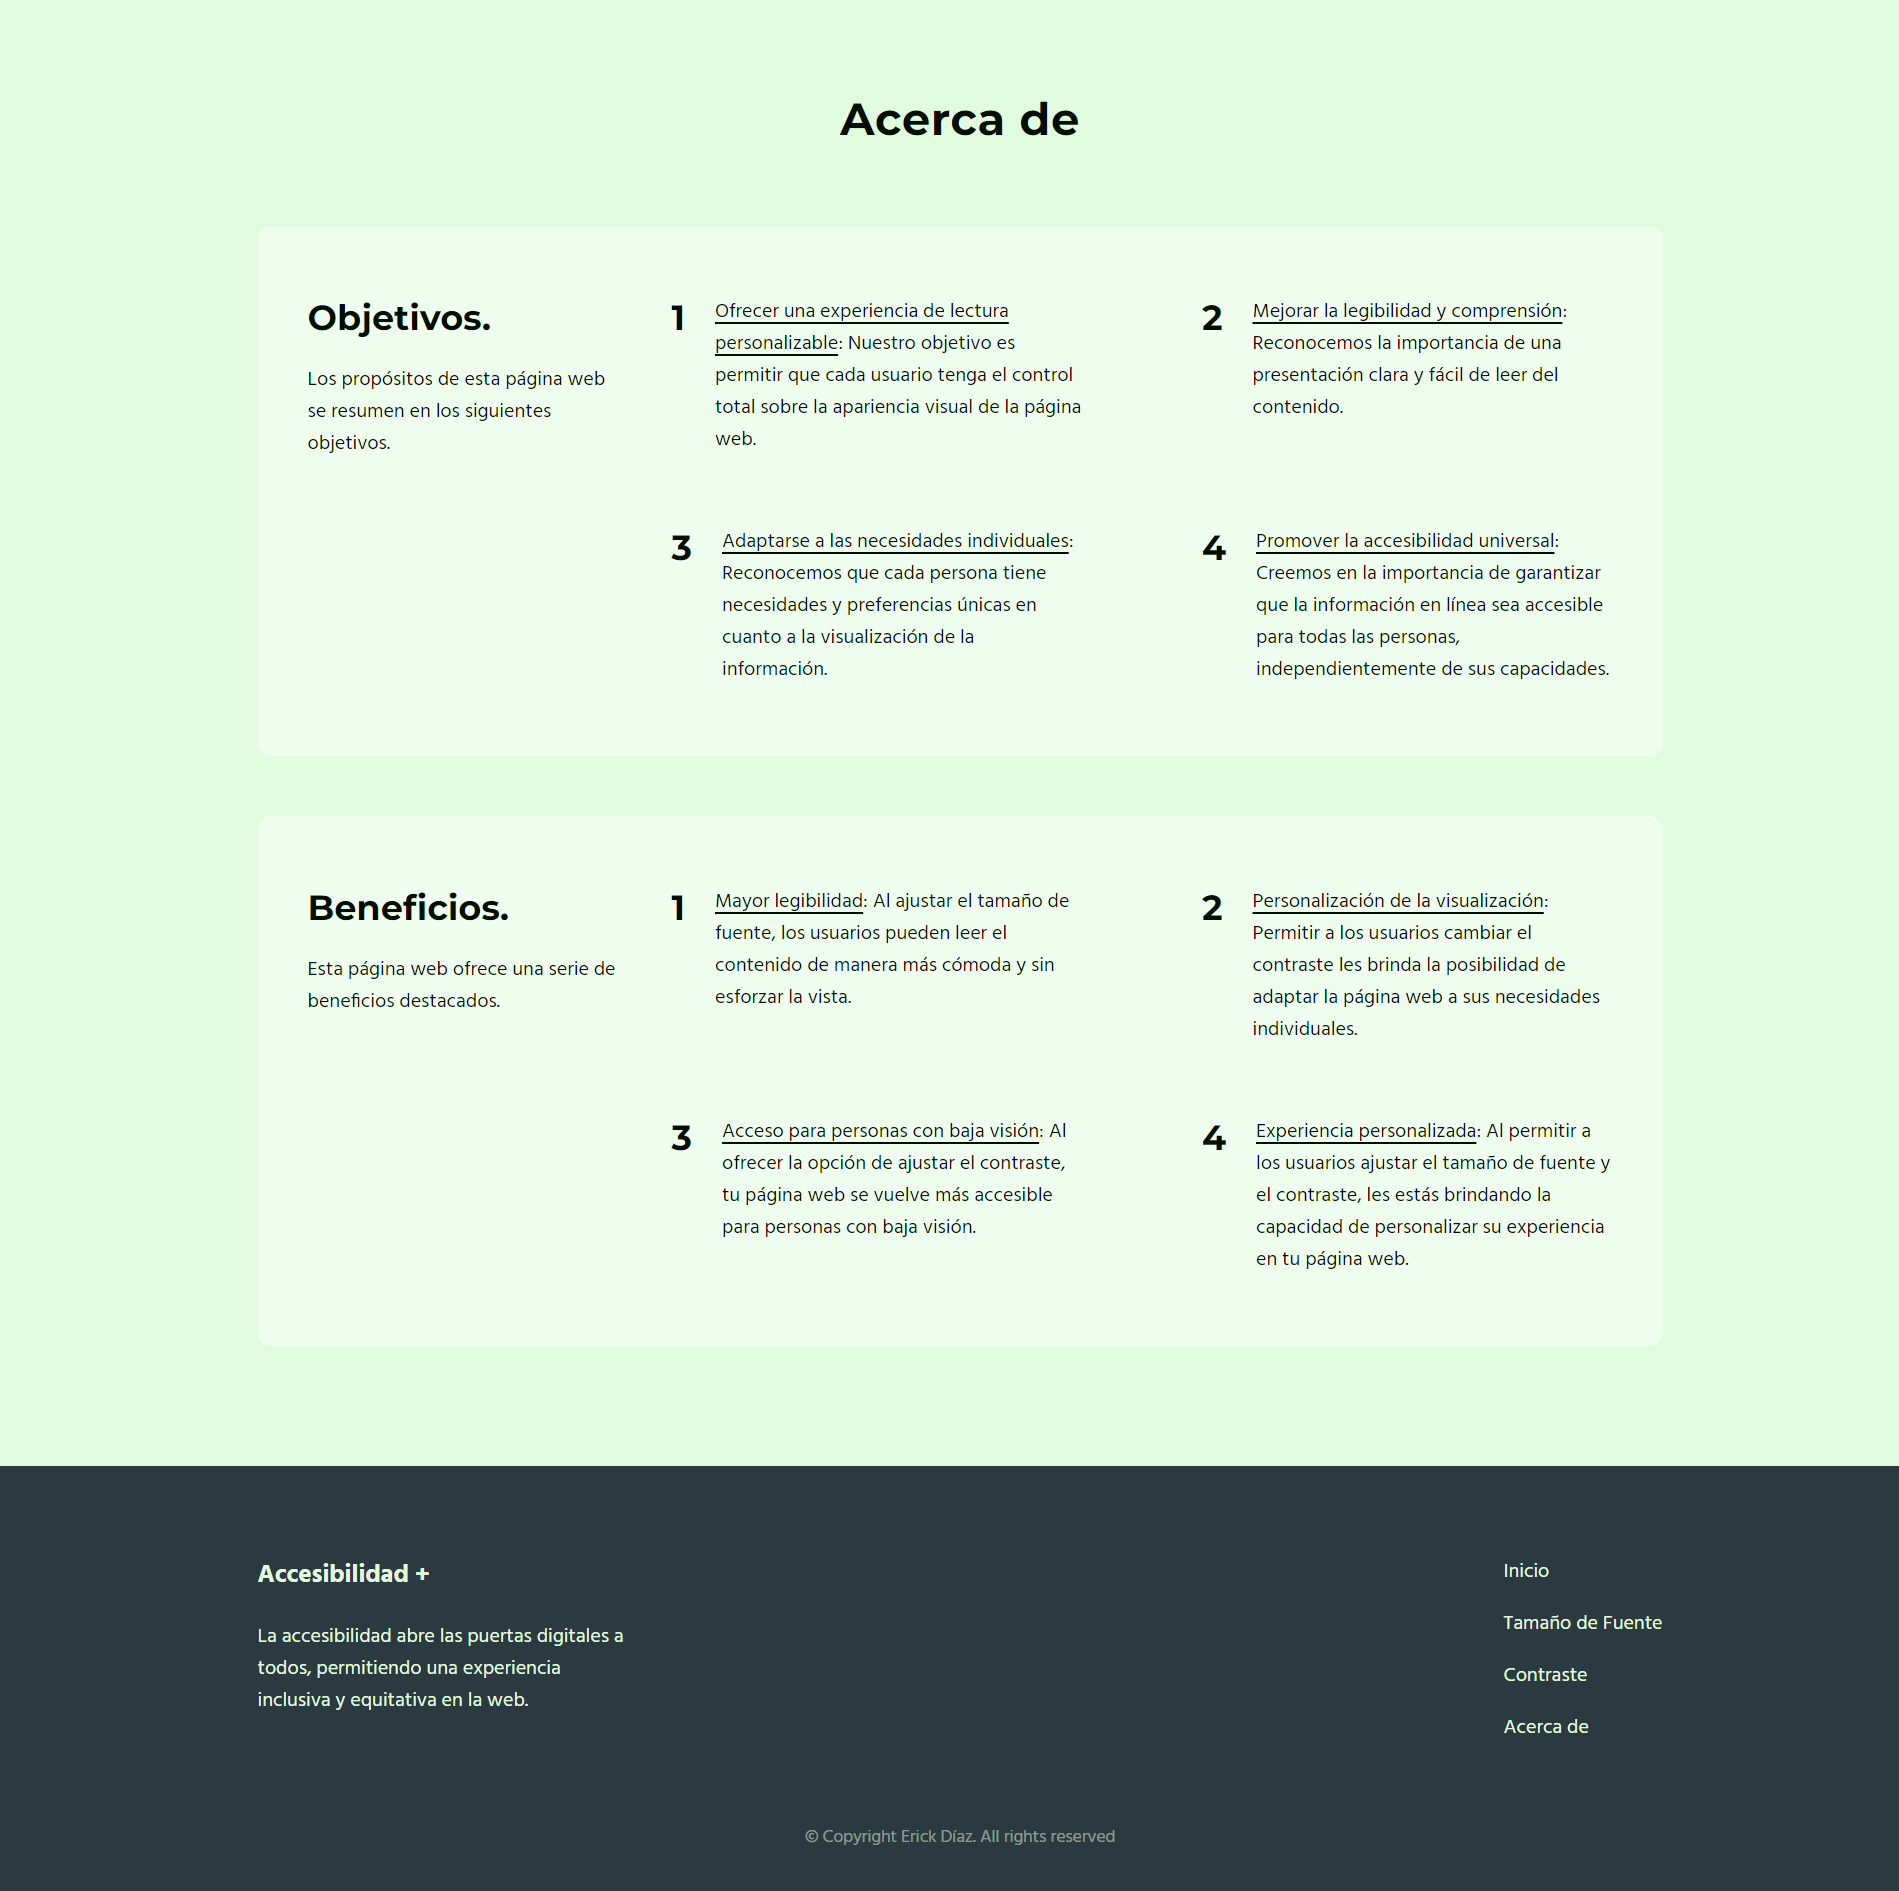 Acerca de
Objetivos.
Los propósitos de esta página web
se resumen en los siguientes
objetivos.
1
Ofrecer una experiencia de lectura
personalizable: Nuestro objetivo es
permitir que cada usuario tenga el control
total sobre la apariencia visual de la página
web.
2
Mejorar la legibilidad y comprensión:
Reconocemos la importancia de una
presentación clara y fácil de leer del
contenido.
3
Adaptarse a las necesidades individuales:
Reconocemos que cada persona tiene
necesidades y preferencias únicas en
cuanto a la visualización de la
información.
4
Promover la accesibilidad universal:
Creemos en la importancia de garantizar
que la información en línea sea accesible
para todas las personas,
independientemente de sus capacidades.
Beneficios.
Esta página web ofrece una serie de
beneficios destacados.
1
Mayor legibilidad: Al ajustar el tamaño de
fuente, los usuarios pueden leer el
contenido de manera más cómoda y sin
esforzar la vista.
2
Personalización de la visualización:
Permitir a los usuarios cambiar el
contraste les brinda la posibilidad de
adaptar la página web a sus necesidades
individuales.
3
Acceso para personas con baja visión: Al
ofrecer la opción de ajustar el contraste,
tu página web se vuelve más accesible
para personas con baja visión.
4
Experiencia personalizada: Al permitir a
los usuarios ajustar el tamaño de fuente y
el contraste, les estás brindando la
capacidad de personalizar su experiencia
en tu página web.
Accesibilidad +
La accesibilidad abre las puertas digitales a
todos, permitiendo una experiencia
inclusiva y equitativa en la web.
Inicio
Tamaño de Fuente
Contraste
Acerca de
© Copyright Erick Díaz. All rights reserved